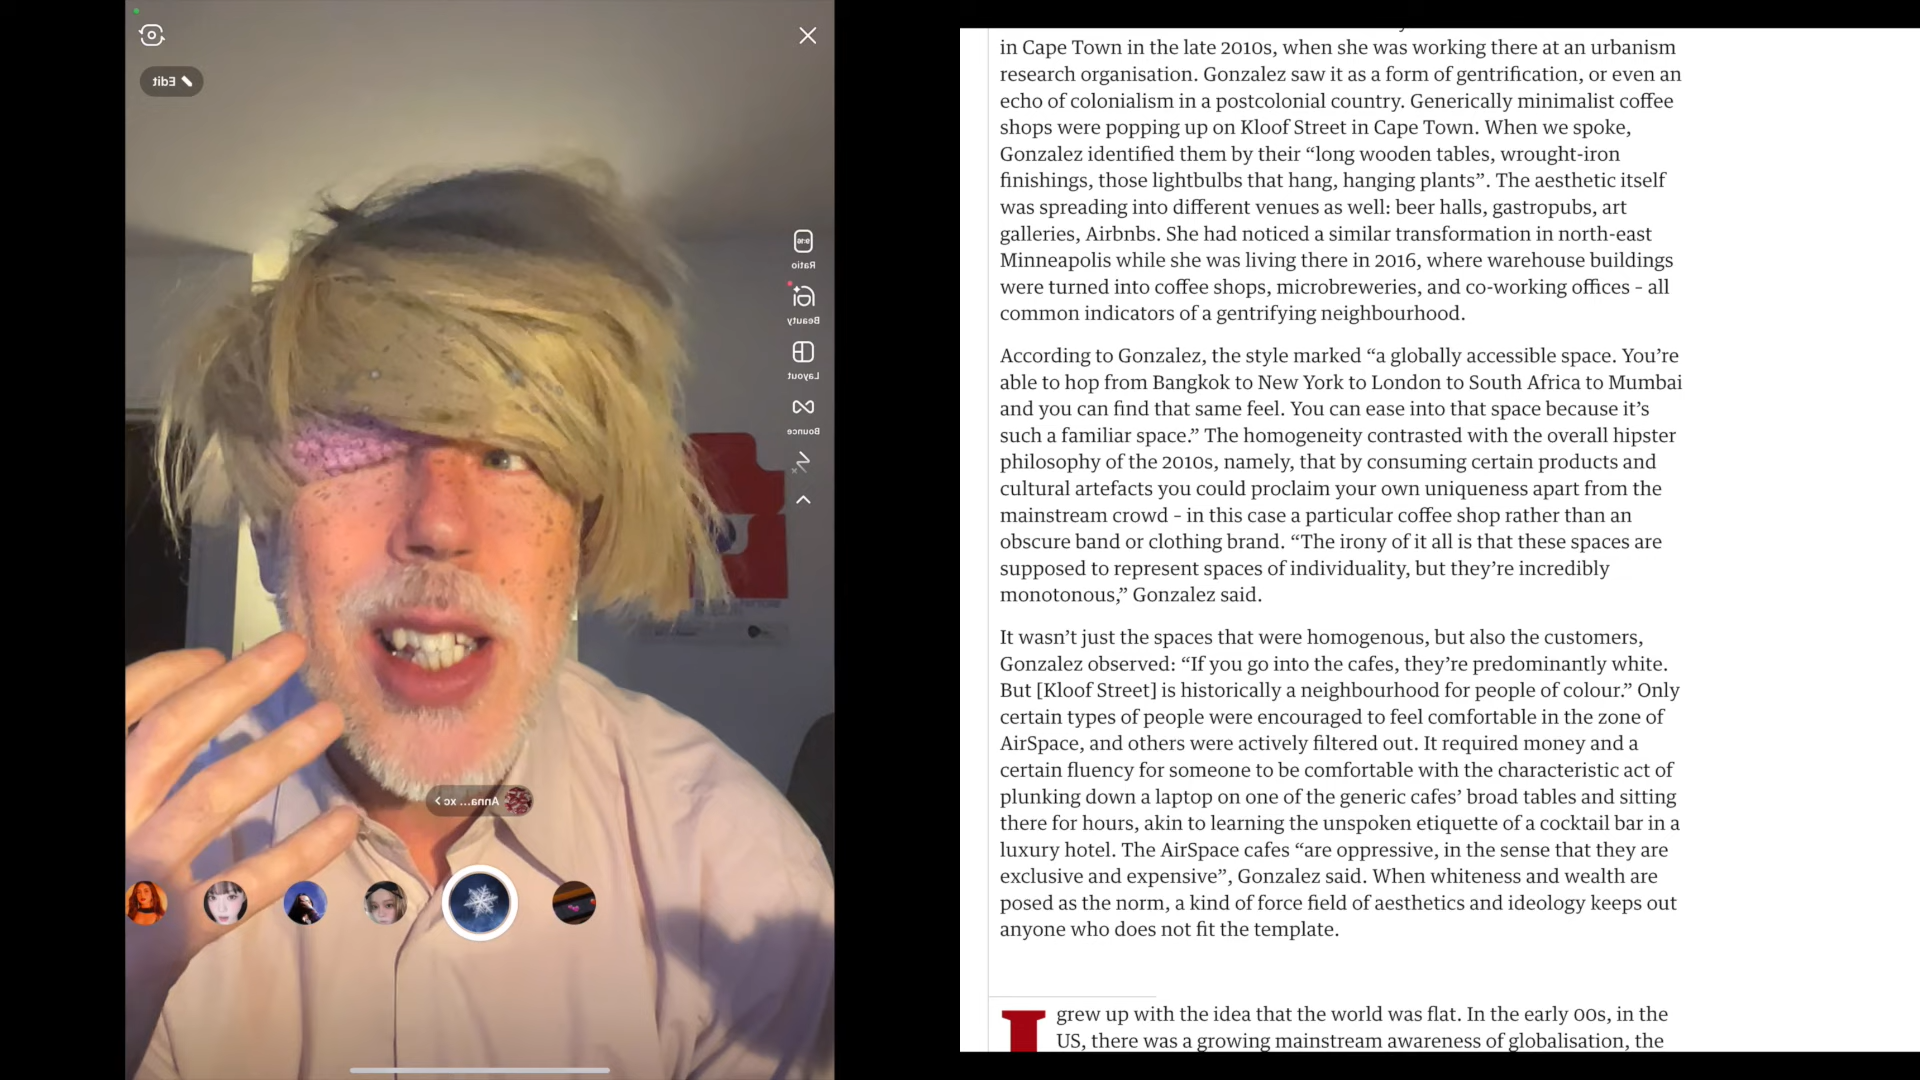 Edit
Ratio
Beauty
Layout
Bounce
Anna... xc
in Cape Town in the late 2010s, when she was working there at an urbanism
research organisation. Gonzalez saw it as a form of gentrification, or even an
echo of colonialism in a postcolonial country. Generically minimalist coffee
shops were popping up on Kloof Street in Cape Town. When we spoke,
Gonzalez identified them by their “long wooden tables, wrought-iron
finishings, those lightbulbs that hang, hanging plants”. The aesthetic itself
was spreading into different venues as well: beer halls, gastropubs, art
galleries, Airbnbs. She had noticed a similar transformation in north-east
Minneapolis while she was living there in 2016, where warehouse buildings
were turned into coffee shops, microbreweries, and co-working offices – all
common indicators of a gentrifying neighbourhood.
According to Gonzalez, the style marked “a globally accessible space. You’re
able to hop from Bangkok to New York to London to South Africa to Mumbai
and you can find that same feel. You can ease into that space because it’s
such a familiar space.” The homogeneity contrasted with the overall hipster
philosophy of the 2010s, namely, that by consuming certain products and
cultural artefacts you could proclaim your own uniqueness apart from the
mainstream crowd – in this case a particular coffee shop rather than an
obscure band or clothing brand. “The irony of it all is that these spaces are
supposed to represent spaces of individuality, but they’re incredibly
monotonous,” Gonzalez said.
It wasn’t just the spaces that were homogenous, but also the customers,
Gonzalez observed: “If you go into the cafes, they’re predominantly white.
But [Kloof Street] is historically a neighbourhood for people of colour.” Only
certain types of people were encouraged to feel comfortable in the zone of
AirSpace, and others were actively filtered out. It required money and a
certain fluency for someone to be comfortable with the characteristic act of
plunking down a laptop on one of the generic cafes’ broad tables and sitting
there for hours, akin to learning the unspoken etiquette of a cocktail bar in a
luxury hotel. The AirSpace cafes “are oppressive, in the sense that they are
exclusive and expensive”, Gonzalez said. When whiteness and wealth are
posed as the norm, a kind of force field of aesthetics and ideology keeps out
anyone who does not fit the template.
I grew up with the idea that the world was flat. In the early 00s, in the
US, there was a growing mainstream awareness of globalisation, the